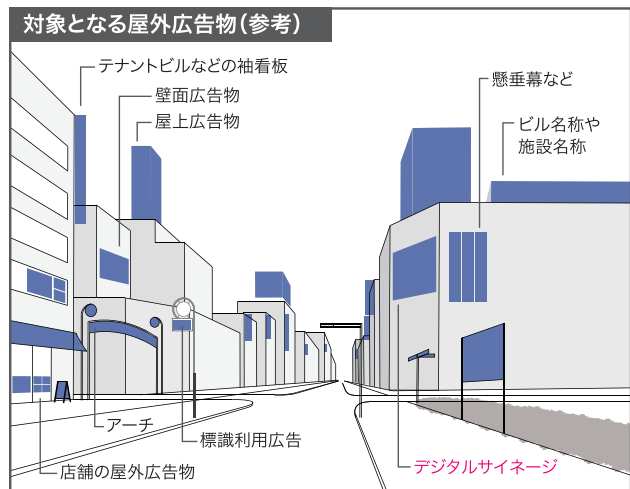 対象となる屋外広告物（参考）
テナントビルなどの袖看板
壁面広告物
屋上広告物
懸垂幕など
ビル名称や
施設名称
アーチ
標識利用広告
店舗の屋外広告物
デジタルサイネージ